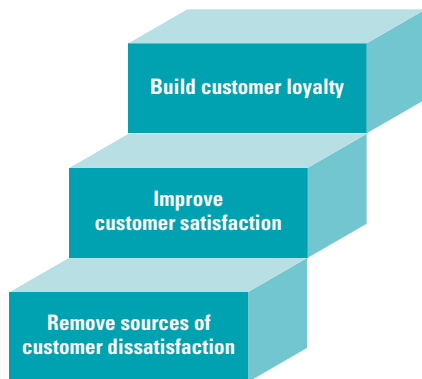 Build customer loyalty
Improve
customer satisfaction
Remove sources of
customer dissatisfaction